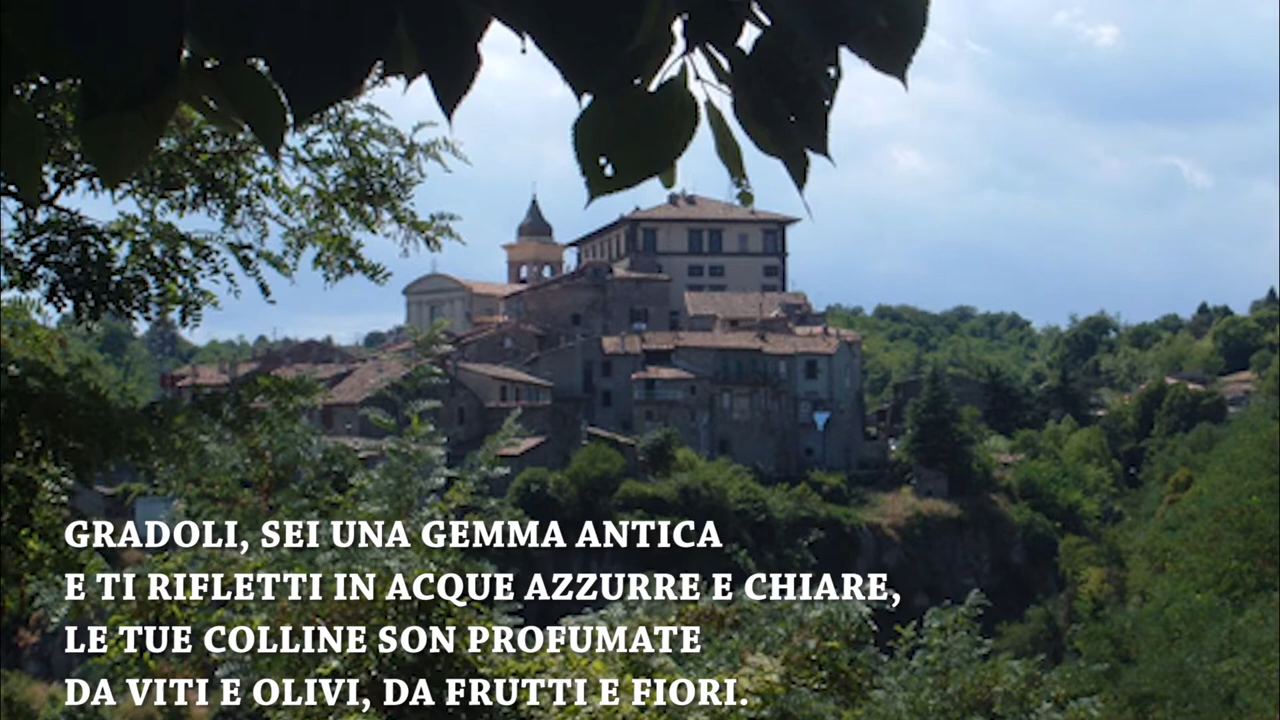 GRADOLI, SEI UNA GEMMA ANTICA
E TI RIFLETTI IN ACQUE AZZURRE E CHIARE,
LE TUE COLLINE SON PROFUMATE
DA VITI E OLIVI, DA FRUTTI E FIORI.